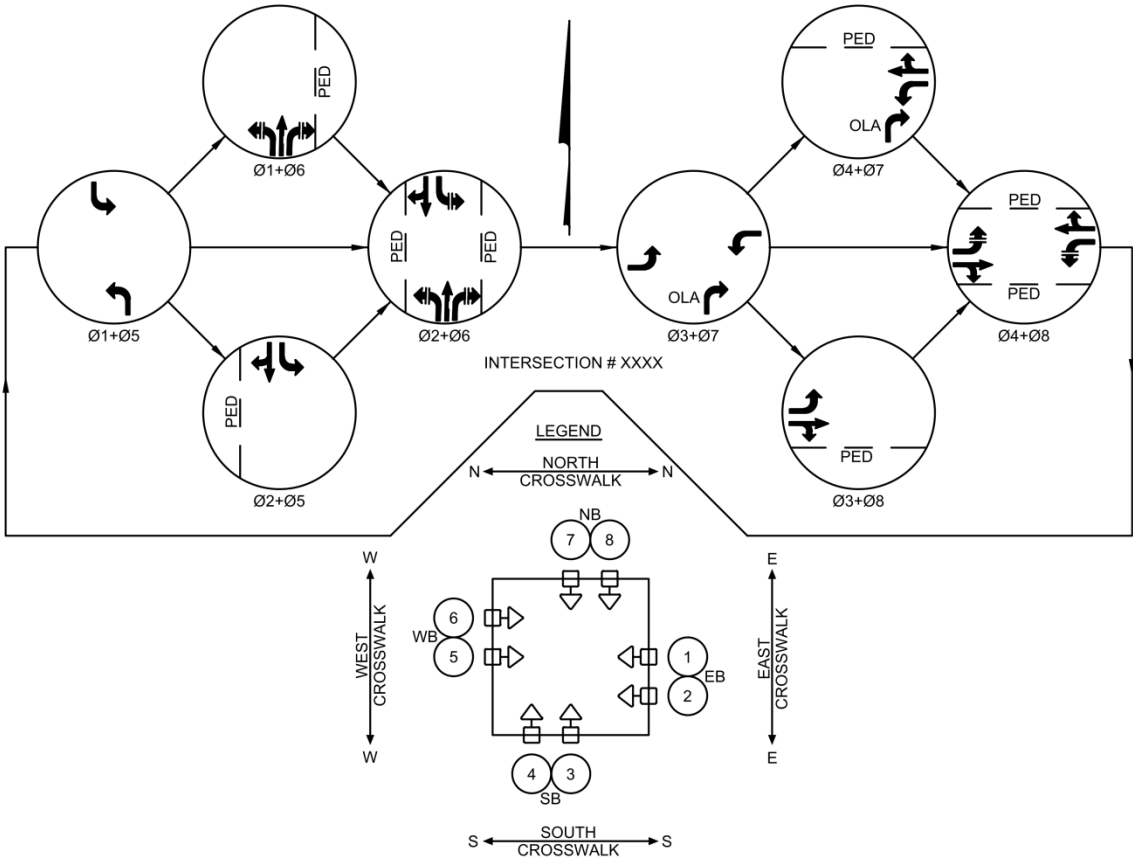 PED
Ø1+Ø6
Ø1+Ø5
PED
Ø2+Ø5
PED
PED
Ø2+Ø6
OLA
Ø3+Ø7
PED
OLA
Ø4+Ø7
PED
Ø3+Ø8
PED
PED
Ø4+Ø8
INTERSECTION # XXXX
LEGEND
N NORTH N
CROSSWALK
NB
7 8
W
WEST
CROSSWALK
W
6
WB
5
1
EB
2
E
EAST
CROSSWALK
E
4 3
SB
S SOUTH S
CROSSWALK